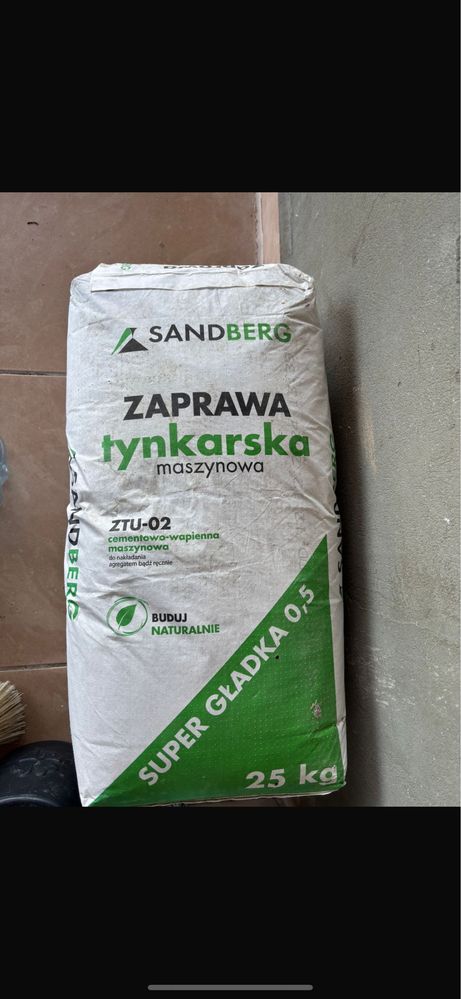 SANDBERG
ZAPRAWA
tynkarska
maszynowa
ZTU-02
cementowo-wapienna
maszynowa
do nakładania
agregatem bądź ręcznie
BUDUJ
NATURALNIE
SUPER GŁADKA 0,5
25 kg
SANDBERG